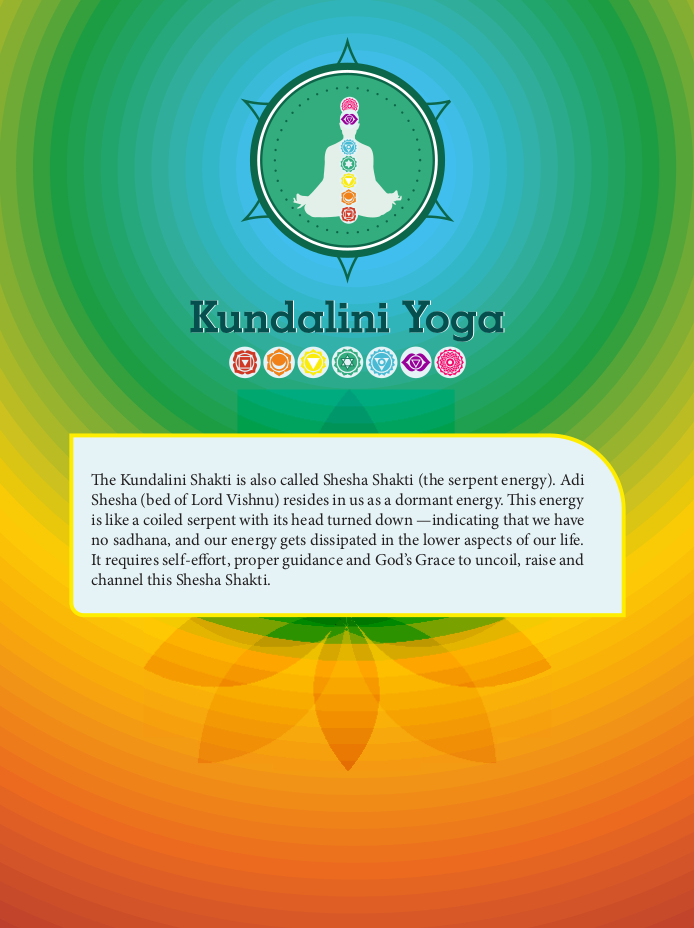 Kundalini Yoga
The Kundalini Shakti is also called Shesha Shakti (the serpent energy). Adi
Shesha (bed of Lord Vishnu) resides in us as a dormant energy. This energy
is like a coiled serpent with its head turned down —indicating that we have
no sadhana, and our energy gets dissipated in the lower aspects of our life.
It requires self-effort, proper guidance and God’s Grace to uncoil, raise and
channel this Shesha Shakti.